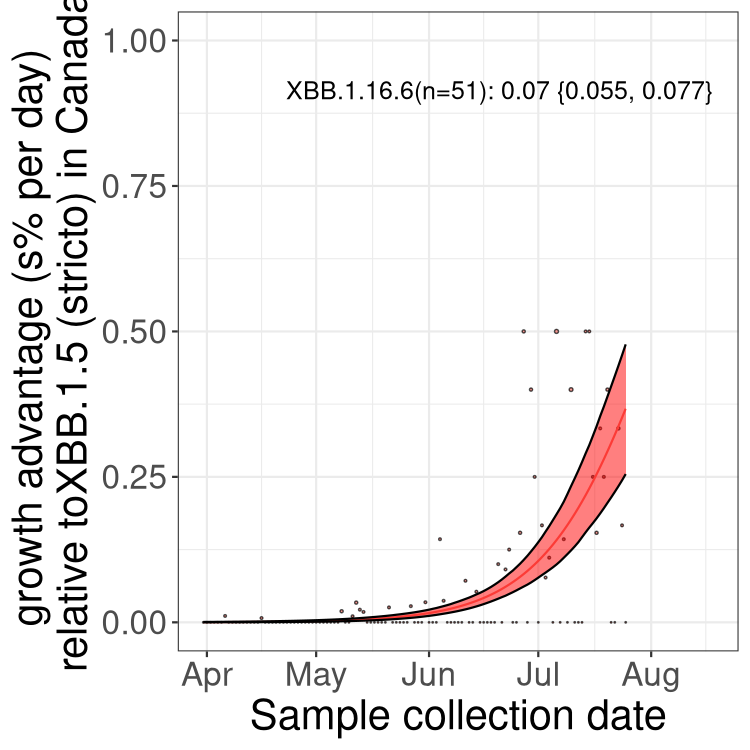 growth advantage (s% per day)
relative toXBB.1.5 (stricto) in Canada
1.00
0.75
0.50
0.25
0.00
XBB.1.16.6(n=51): 0.07 {0.055, 0.077}
Apr May Jun Jul Aug
Sample collection date